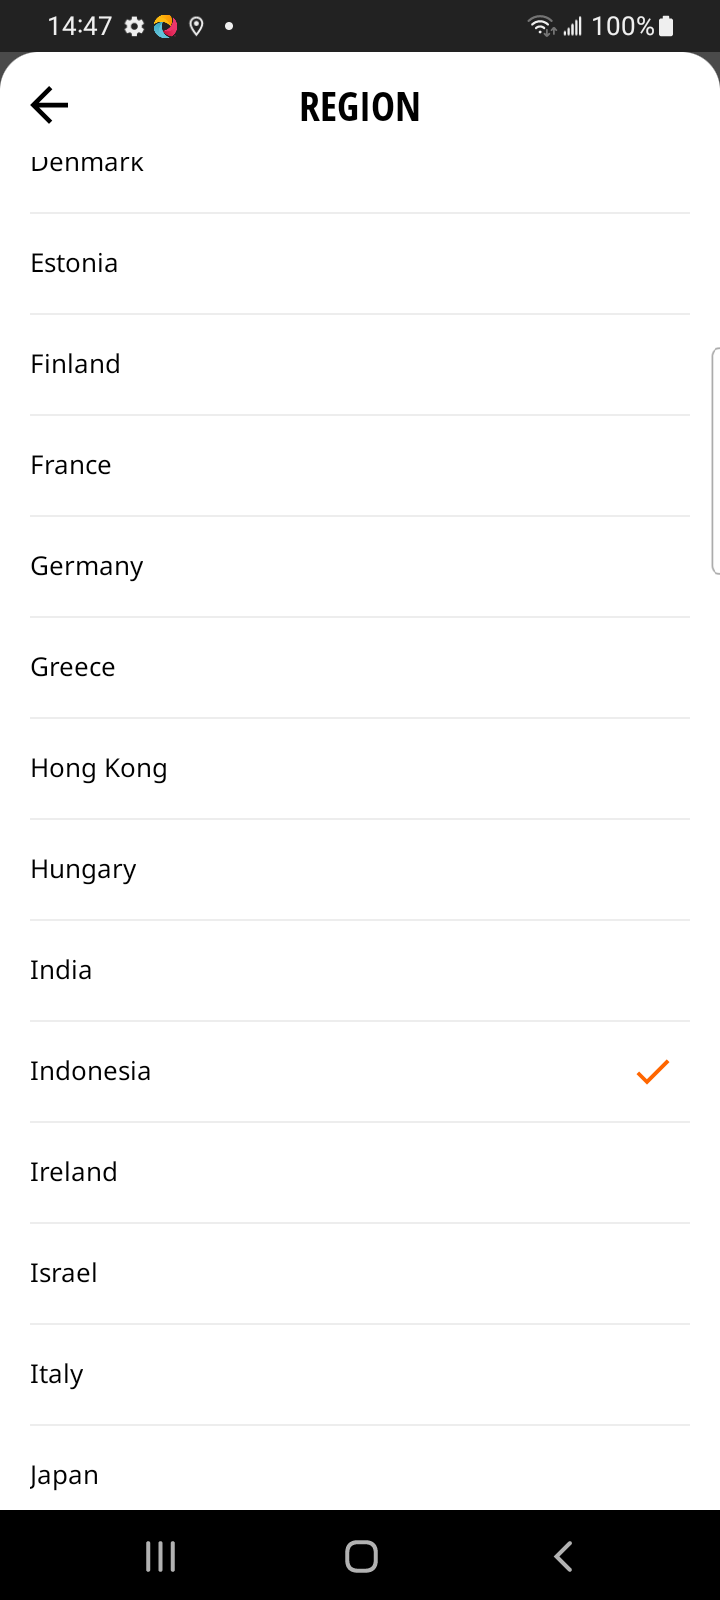 14:47
100%
REGION
Denmark
Estonia
Finland
France
Germany
Greece
Hong Kong
Hungary
India
Indonesia
Ireland
Israel
Italy
Japan